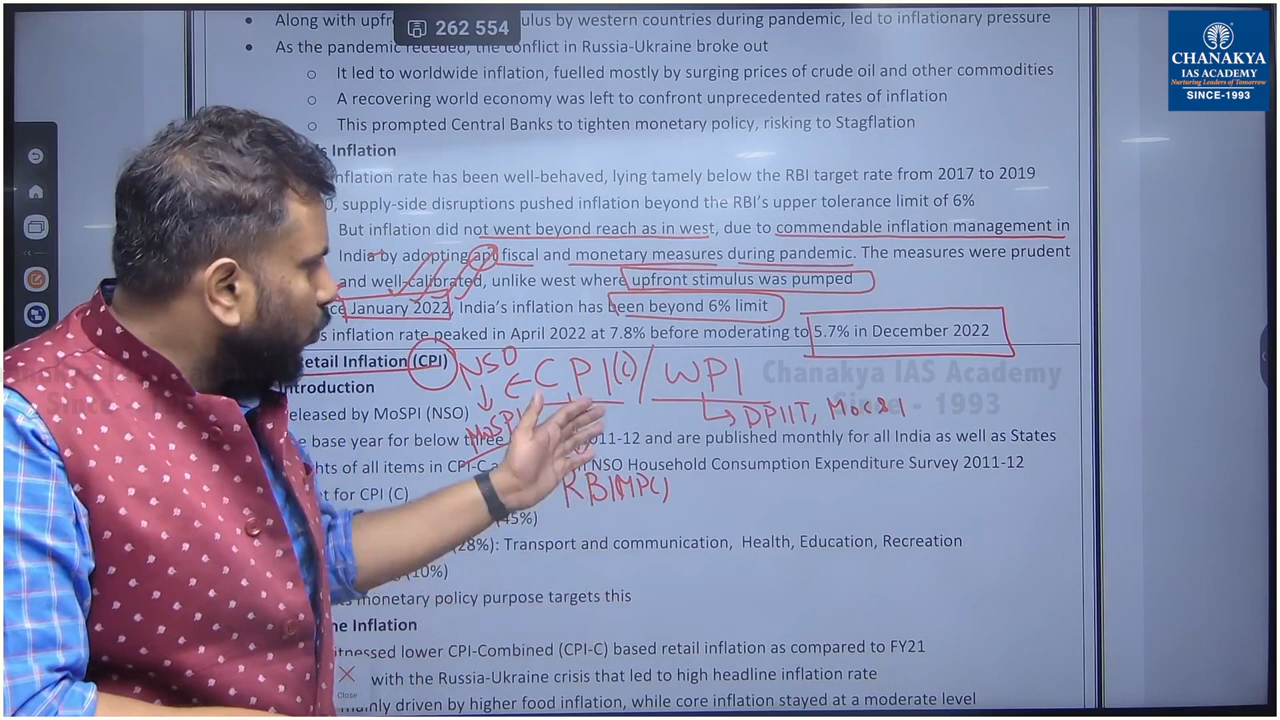 Along with upfr ulus by western countries during pandemic, led to inflationary pressure
262 554
As the pandemic receded, the conflict in Russia-Ukraine broke out
It led to worldwide inflation, fuelled mostly by surging prices of crude oil and other commodities
A recovering world economy was left to confront unprecedented rates of inflation
This prompted Central Banks to tighten monetary policy, risking to Stagflation
CHANAKYA
IAS ACADEMY
Nurturing Leaders of Tomorrow
SINCE-1993
Inflation
nflation rate has been well-behaved, lying tamely below the RBI target rate from 2017 to 2019
0, supply-side disruptions pushed inflation beyond the RBI's upper tolerance limit of 6%
But inflation did not went beyond reach as in west, due to commendable inflation management in
India by adopting apt fiscal and monetary measures during pandemic. The measures were prudent
and well-calibrated, unlike west where upfront stimulus was pumped
January 2022, India's inflation has been beyond 6% limit
s inflation rate peaked in April 2022 at 7.8% before moderating to 5.7% in December 2022
Retail Inflation (CPI) NSO CPI(C)/WPI
Chanakya IAS Academy
Since - 1993
Introduction
eleased by MoSPI (NSO)
MoSPI
DPIIT, MoC&I
e base year for below three 2011-12 and are published monthly for all India as well as States
hts of all items in CPI-C NSO Household Consumption Expenditure Survey 2011-12
t for CPI (C)
RBI(MPC)
(45%)
(28%): Transport and communication, Health, Education, Recreation
(10%)
monetary policy purpose targets this
ne Inflation
itnessed lower CPI-Combined (CPI-C) based retail inflation as compared to FY21
with the Russia-Ukraine crisis that led to high headline inflation rate
Close
inly driven by higher food inflation, while core inflation stayed at a moderate level